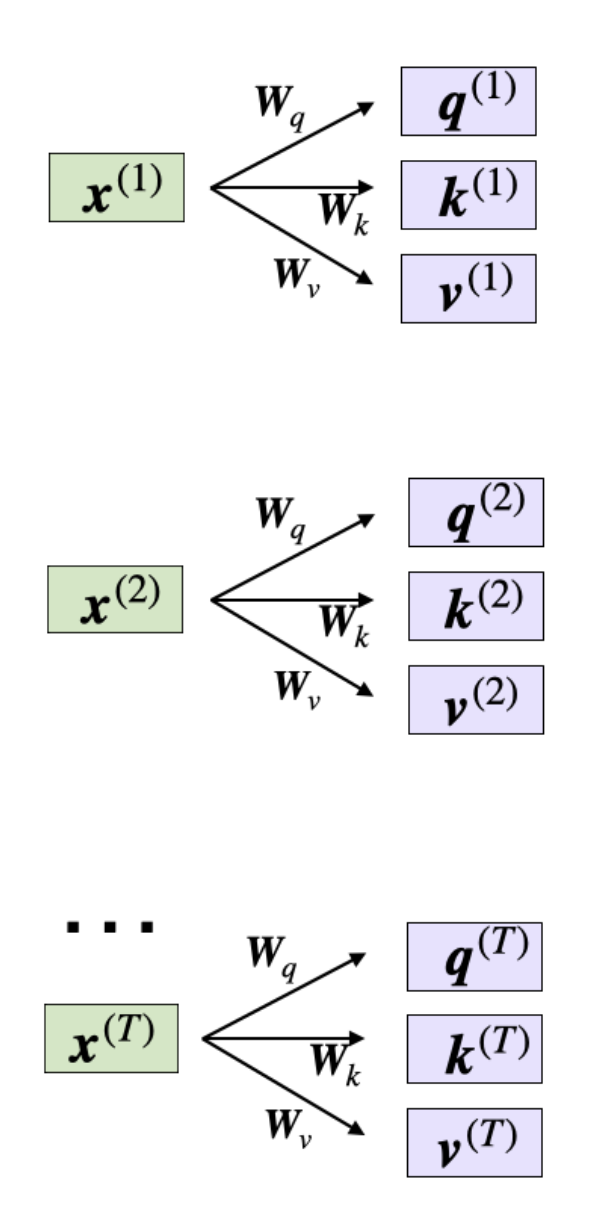 W_q
q^(1)
x^(1)
W_k
k^(1)
W_v
v^(1)
W_q
q^(2)
x^(2)
W_k
k^(2)
W_v
v^(2)
...
W_q
q^(T)
x^(T)
W_k
k^(T)
W_v
v^(T)